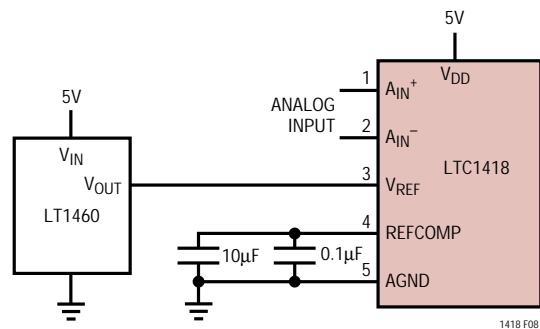 5V
5V
1
AIN+
VDD
ANALOG
INPUT
2
AIN−
LTC1418
VIN
VOUT
3
VREF
LT1460
4
REFCOMP
10µF
0.1µF
5
AGND
1418 F08